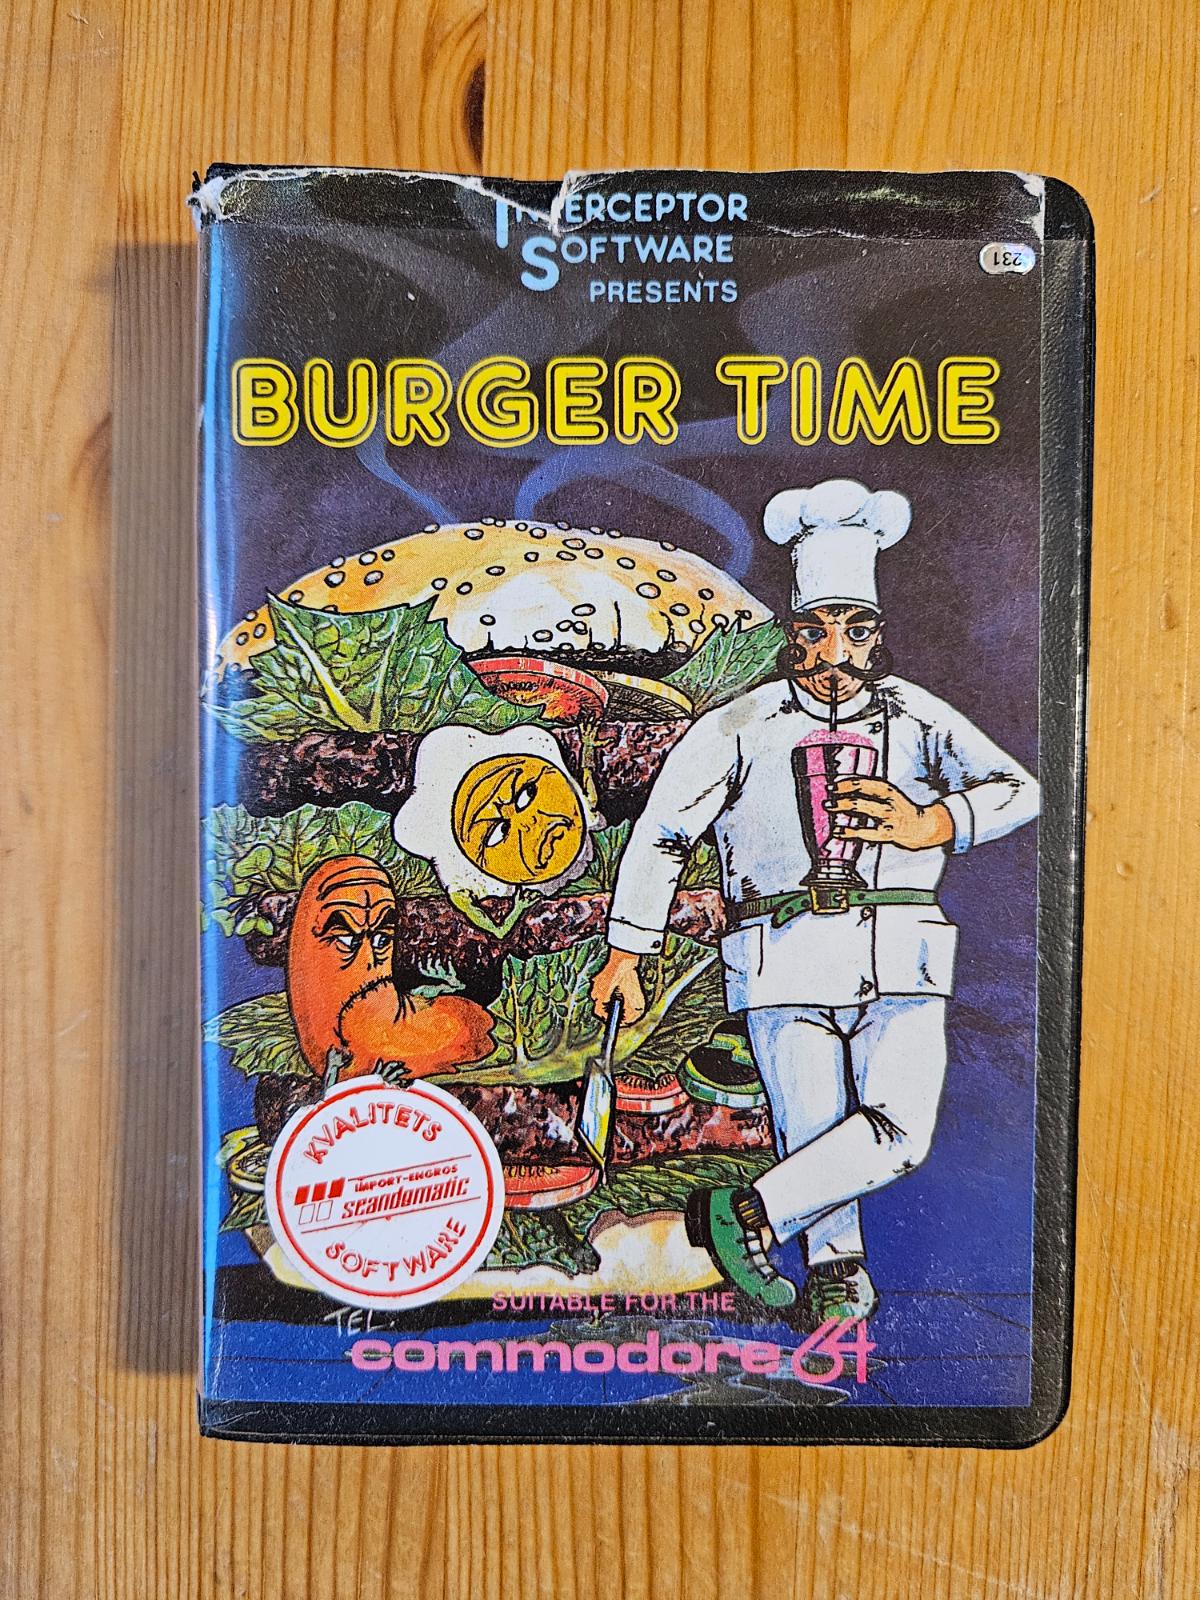 INTERCEPTOR
SOFTWARE
PRESENTS
231
BURGER TIME
KVALITETS
IMPORT-ENGROS
scandomatic
SOFTWARE
TEL.
SUITABLE FOR THE
commodore 64